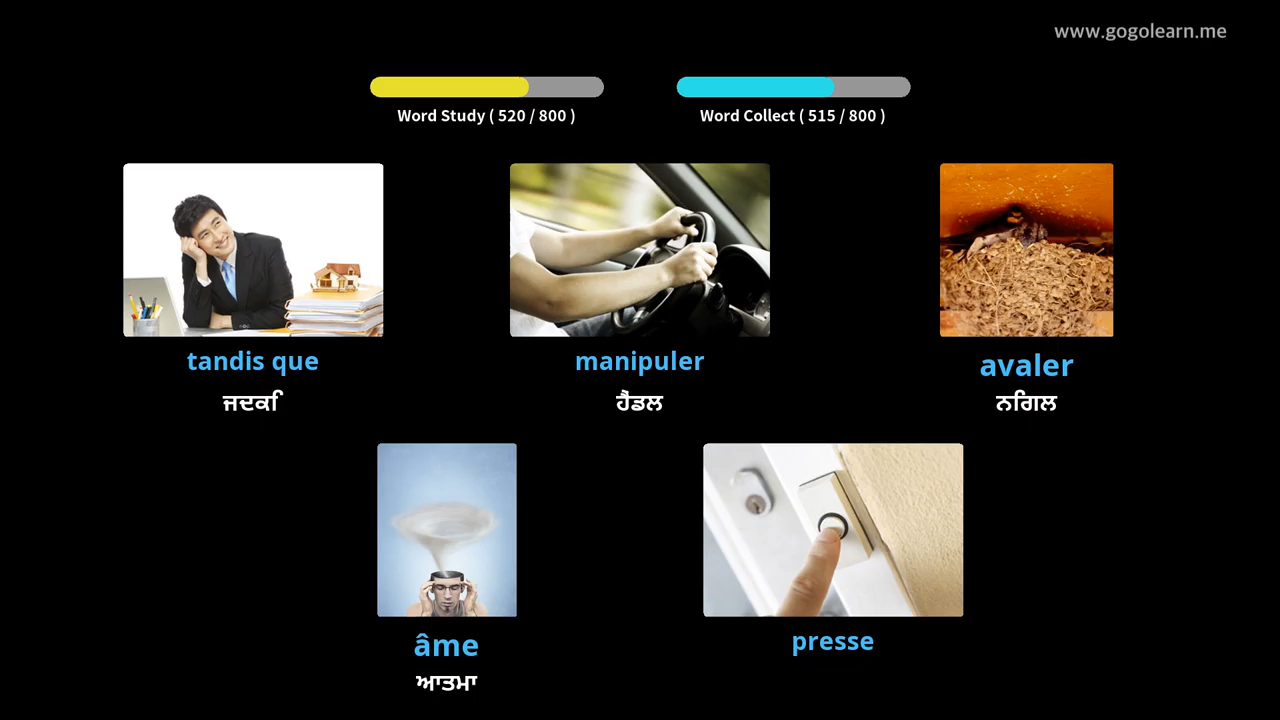 www.gogolearn.me
Word Study ( 520 / 800 )
Word Collect ( 515 / 800 )
tandis que
ਜਦਕਿ
manipuler
ਹੈਂਡਲ
avaler
ਨਿਗਲ
âme
ਆਤਮਾ
presse